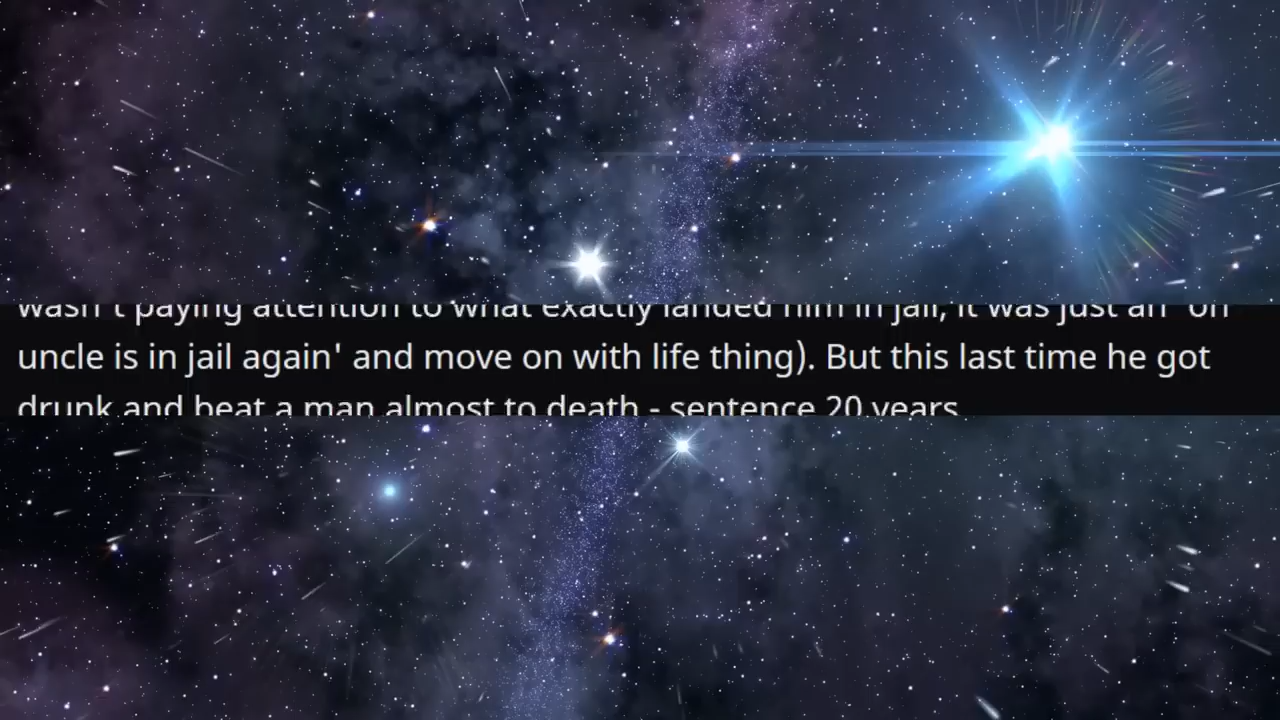 wasn't paying attention to what exactly landed him in jail, it was just an 'oh
uncle is in jail again' and move on with life thing). But this last time he got
drunk and beat a man almost to death - sentence 20 years